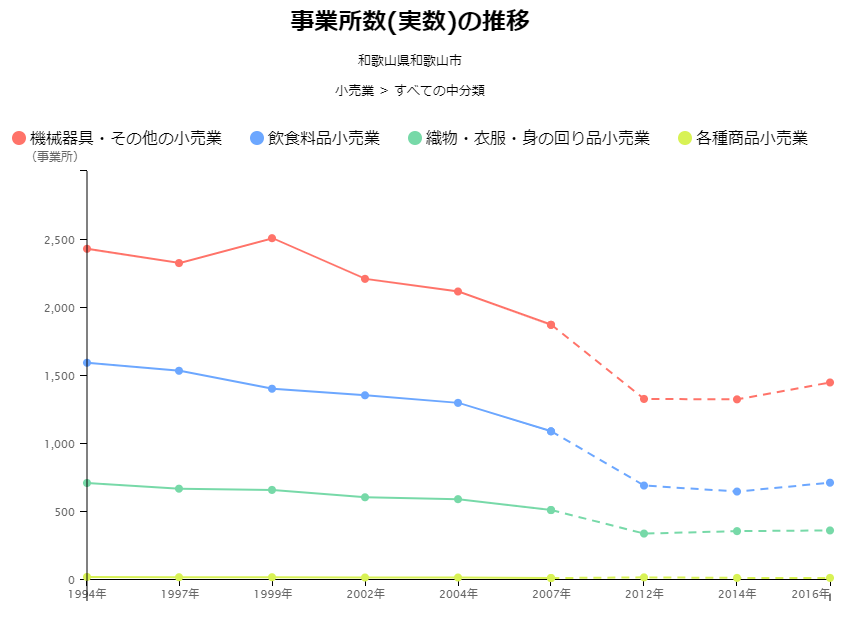 事業所数(実数)の推移
和歌山県和歌山市
小売業 > すべての中分類
機械器具・その他の小売業 飲食料品小売業 織物・衣服・身の回り品小売業 各種商品小売業
(事業所)
2,500
2,000
1,500
1,000
500
0
1994年 1997年 1999年 2002年 2004年 2007年 2012年 2014年 2016年